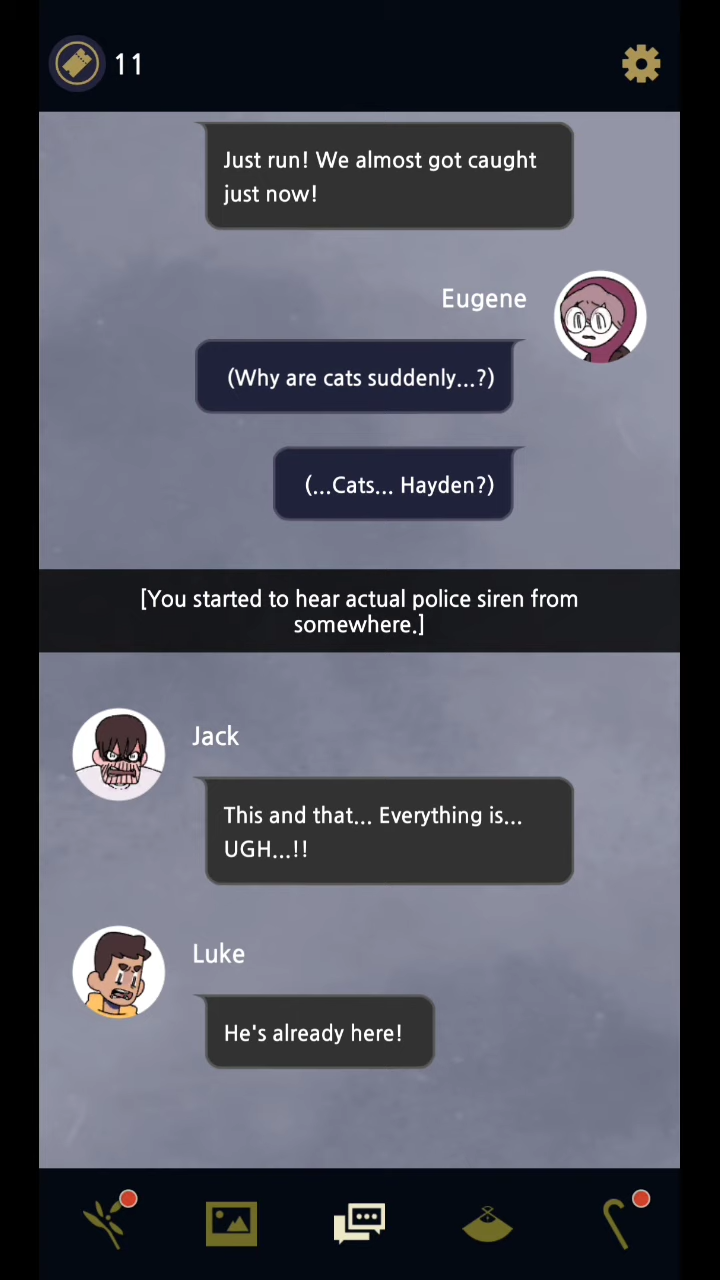 11
Just run! We almost got caught
just now!
Eugene
(Why are cats suddenly...?)
(...Cats... Hayden?)
[You started to hear actual police siren from
somewhere.]
Jack
This and that... Everything is...
UGH...!!
Luke
He's already here!